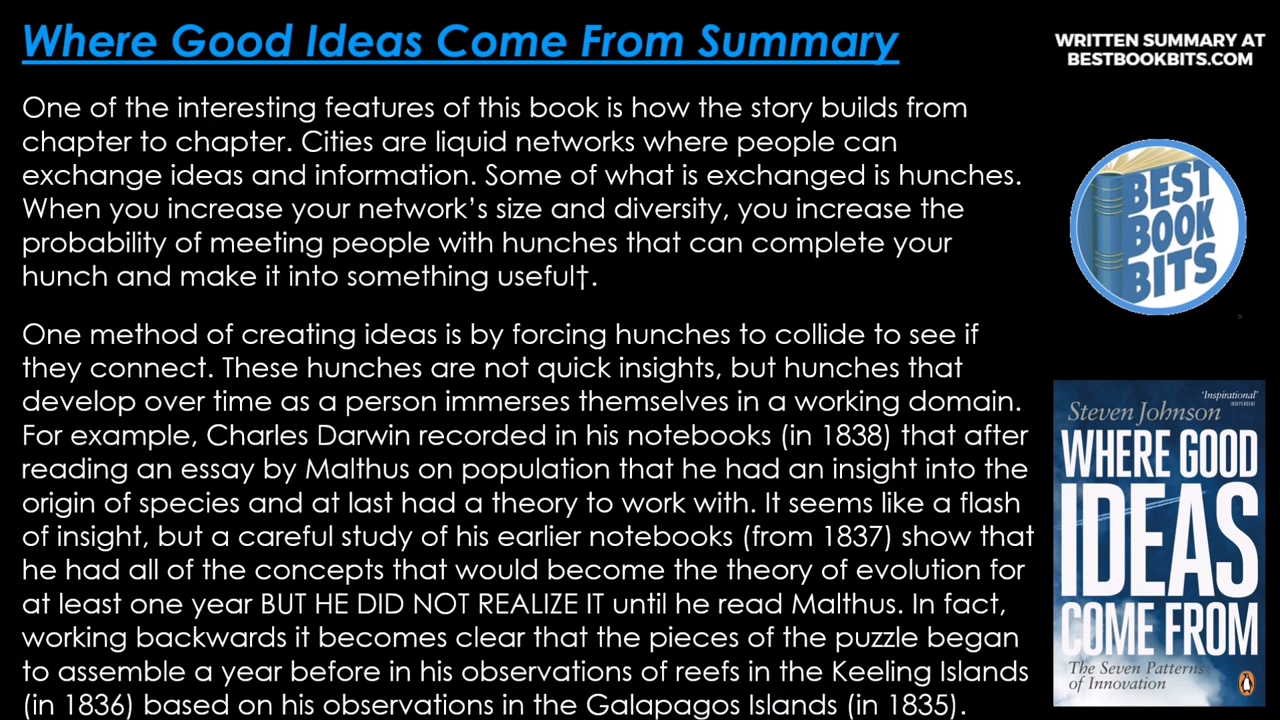 Where Good Ideas Come From Summary
WRITTEN SUMMARY AT
BESTBOOKBITS.COM
One of the interesting features of this book is how the story builds from
chapter to chapter. Cities are liquid networks where people can
exchange ideas and information. Some of what is exchanged is hunches.
When you increase your network's size and diversity, you increase the
probability of meeting people with hunches that can complete your
hunch and make it into something useful†.
One method of creating ideas is by forcing hunches to collide to see if
they connect. These hunches are not quick insights, but hunches that
develop over time as a person immerses themselves in a working domain.
For example, Charles Darwin recorded in his notebooks (in 1838) that after
reading an essay by Malthus on population that he had an insight into the
origin of species and at last had a theory to work with. It seems like a flash
of insight, but a careful study of his earlier notebooks (from 1837) show that
he had all of the concepts that would become the theory of evolution for
at least one year BUT HE DID NOT REALIZE IT until he read Malthus. In fact,
working backwards it becomes clear that the pieces of the puzzle began
to assemble a year before in his observations of reefs in the Keeling Islands
(in 1836) based on his observations in the Galapagos Islands (in 1835).
BEST
BOOK
BITS
'Inspirational'
INDEPENDENT
Steven Johnson
WHERE GOOD
IDEAS
COME FROM
The Seven Patterns
of Innovation